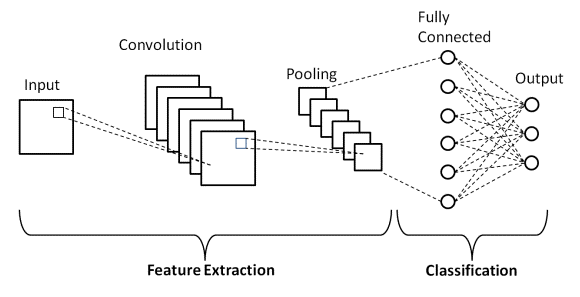 Input
Convolution
Pooling
Fully
Connected
Output
Feature Extraction
Classification